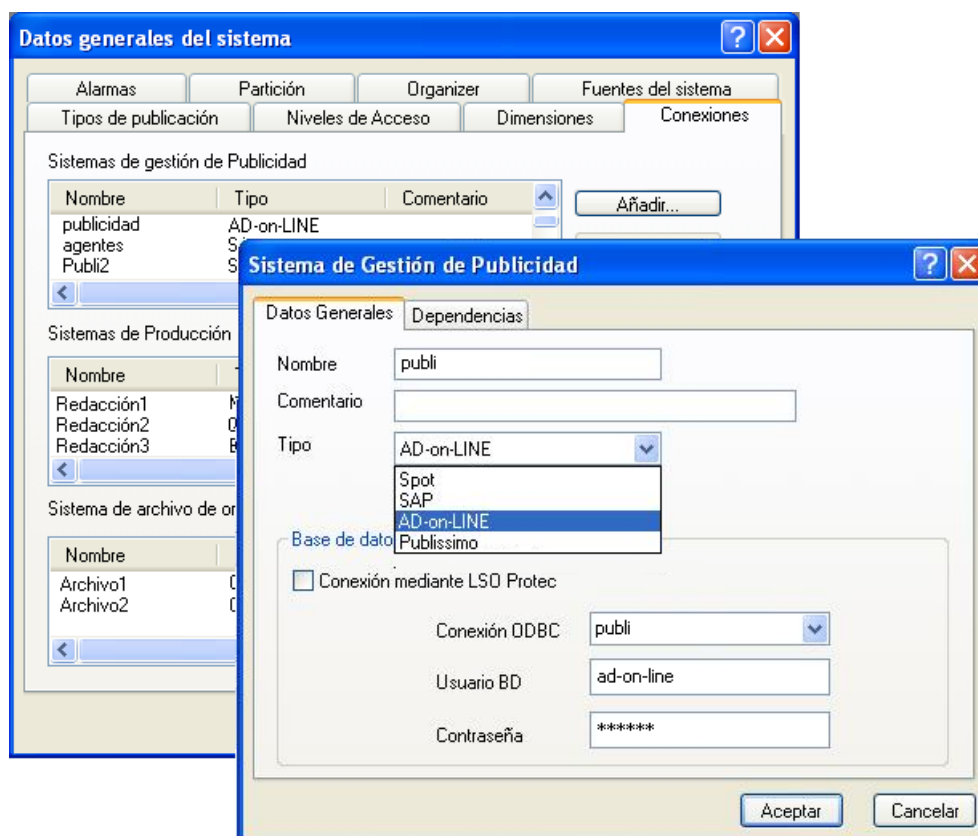 Datos generales del sistema
Alarmas Partición Organizer Fuentes del sistema
Tipos de publicación Niveles de Acceso Dimensiones Conexiones
Sistemas de gestión de Publicidad
Nombre Tipo Comentario
Añadir...
publicidad AD-on-LINE
agentes
Publi2
Sistemas de Producción
Nombre
Redacción1
Redacción2
Redacción3
Sistema de archivo de
Nombre
Archivo1
Archivo2
Sistema de Gestión de Publicidad
Datos Generales Dependencias
Nombre publi
Comentario
Tipo AD-on-LINE
Spot
SAP
AD-on-LINE
Publissimo
Base de dato
Conexión mediante LSO Protec
Conexión ODBC publi
Usuario BD ad-on-line
Contraseña ******
Aceptar Cancelar